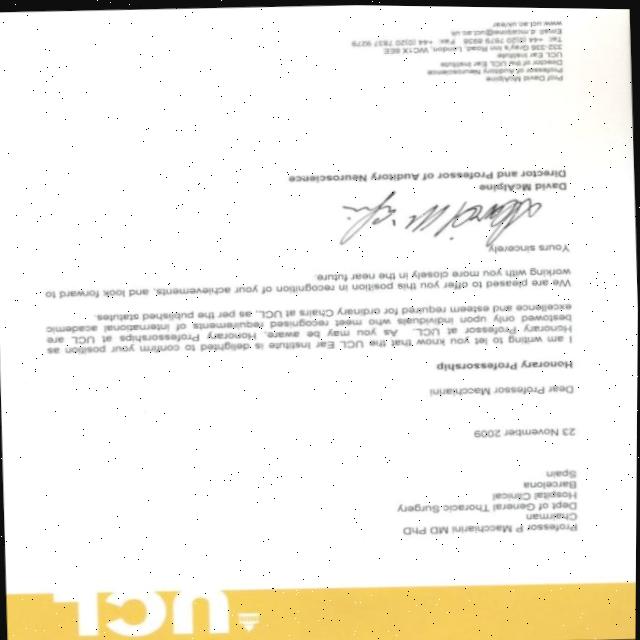 UCL
Professor P Macchiarini MD PhD
Chairman
Dept of General Thoracic Surgery
Hospital Clinical
Barcelona
Spain
23 November 2009
Dear Professor Macchiarini
Honorary Professorship
I am writing to let you know that the UCL Ear Institute is delighted to confirm your position as
Honorary Professor at UCL. As you may be aware, Honorary Professorships at UCL are
bestowed only upon individuals who meet recognised requirements of international academic
excellence and esteem required for ordinary Chairs at UCL, as per the published statutes.
We are pleased to offer you this position in recognition of your achievements, and look forward to
working with you more closely in the near future.
Yours sincerely
David McAlpine
Director and Professor of Auditory Neuroscience
Prof David McAlpine
Professor of Auditory Neuroscience
Director of the UCL Ear Institute
UCL Ear Institute
332-336 Gray's Inn Road, London, WC1X 8EE
Tel: +44 (0)20 7679 8938 Fax: +44 (0)20 7837 9279
Email: d.mcalpine@ucl.ac.uk
www.ucl.ac.uk/ear